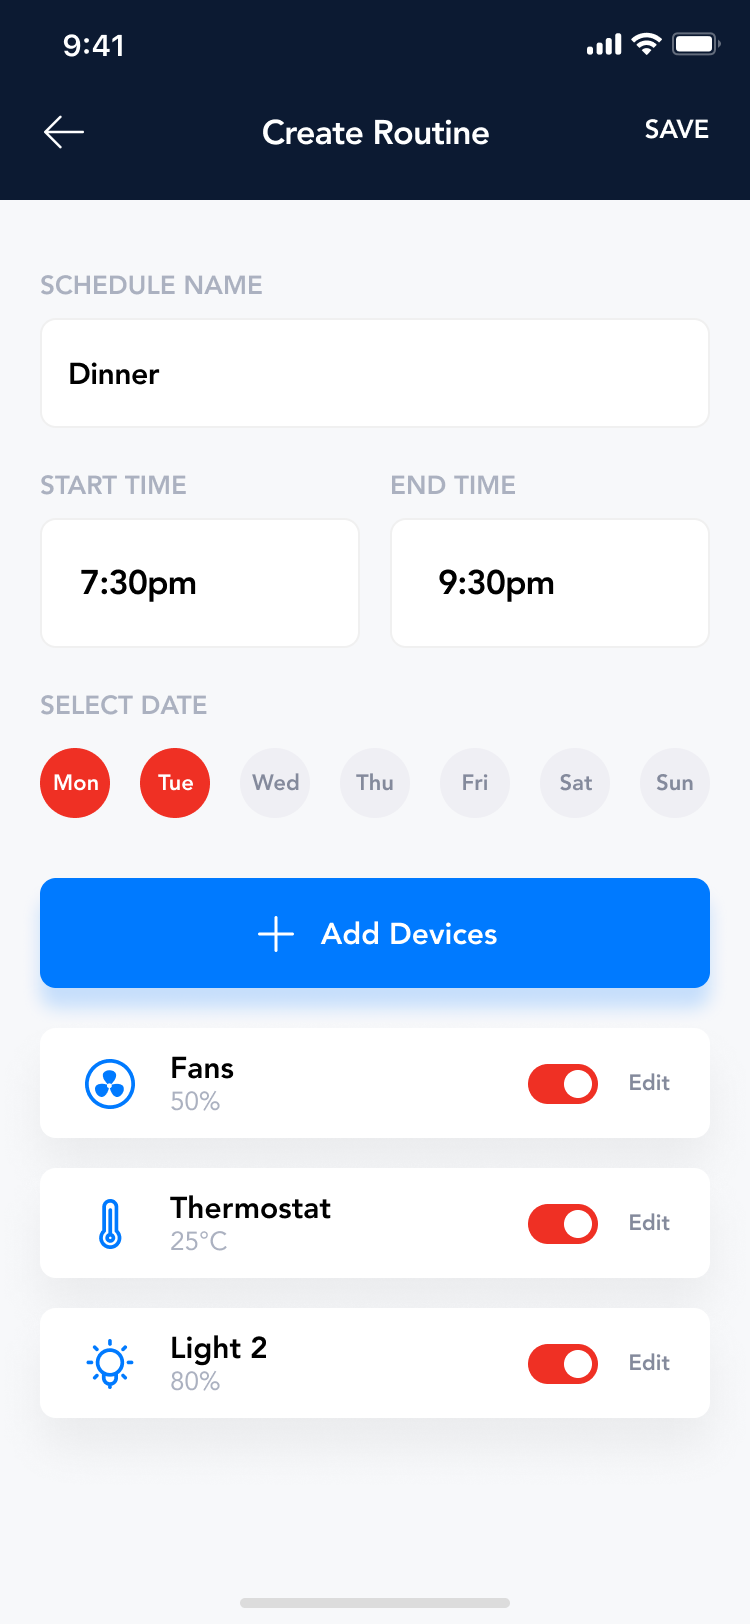 9:41
Create Routine
SAVE
SCHEDULE NAME
Dinner
START TIME
END TIME
7:30pm
9:30pm
SELECT DATE
Mon Tue Wed Thu Fri Sat Sun
Add Devices
Fans
50%
Edit
Thermostat
25°C
Edit
Light 2
80%
Edit